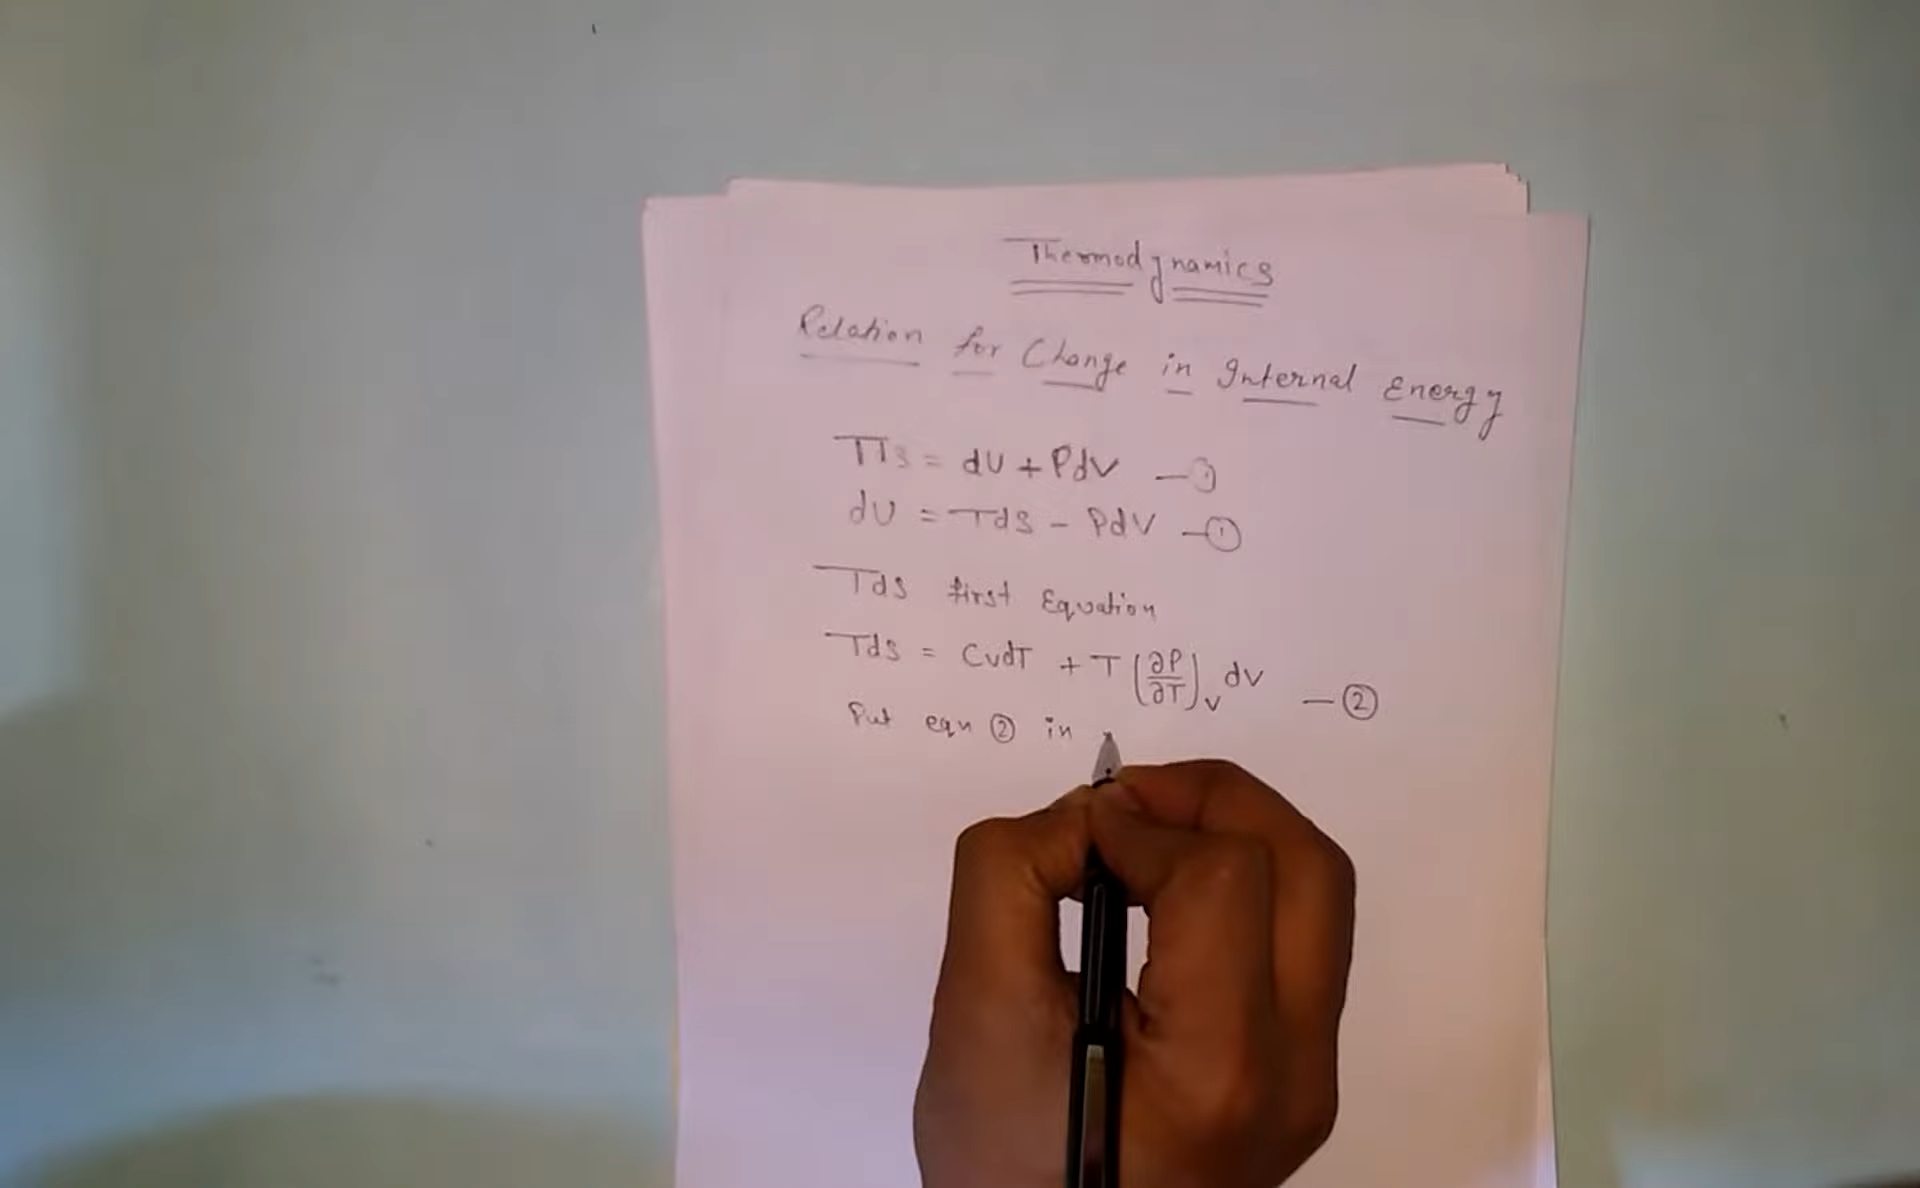 Thermodynamics
Relation for Change in Internal Energy
TTS = dU + PdV — ①
dU = TdS - PdV — ①
Tds first Equation
Tds = CvdT + T (∂P/∂T)v dv — ②
Put eqn ② in